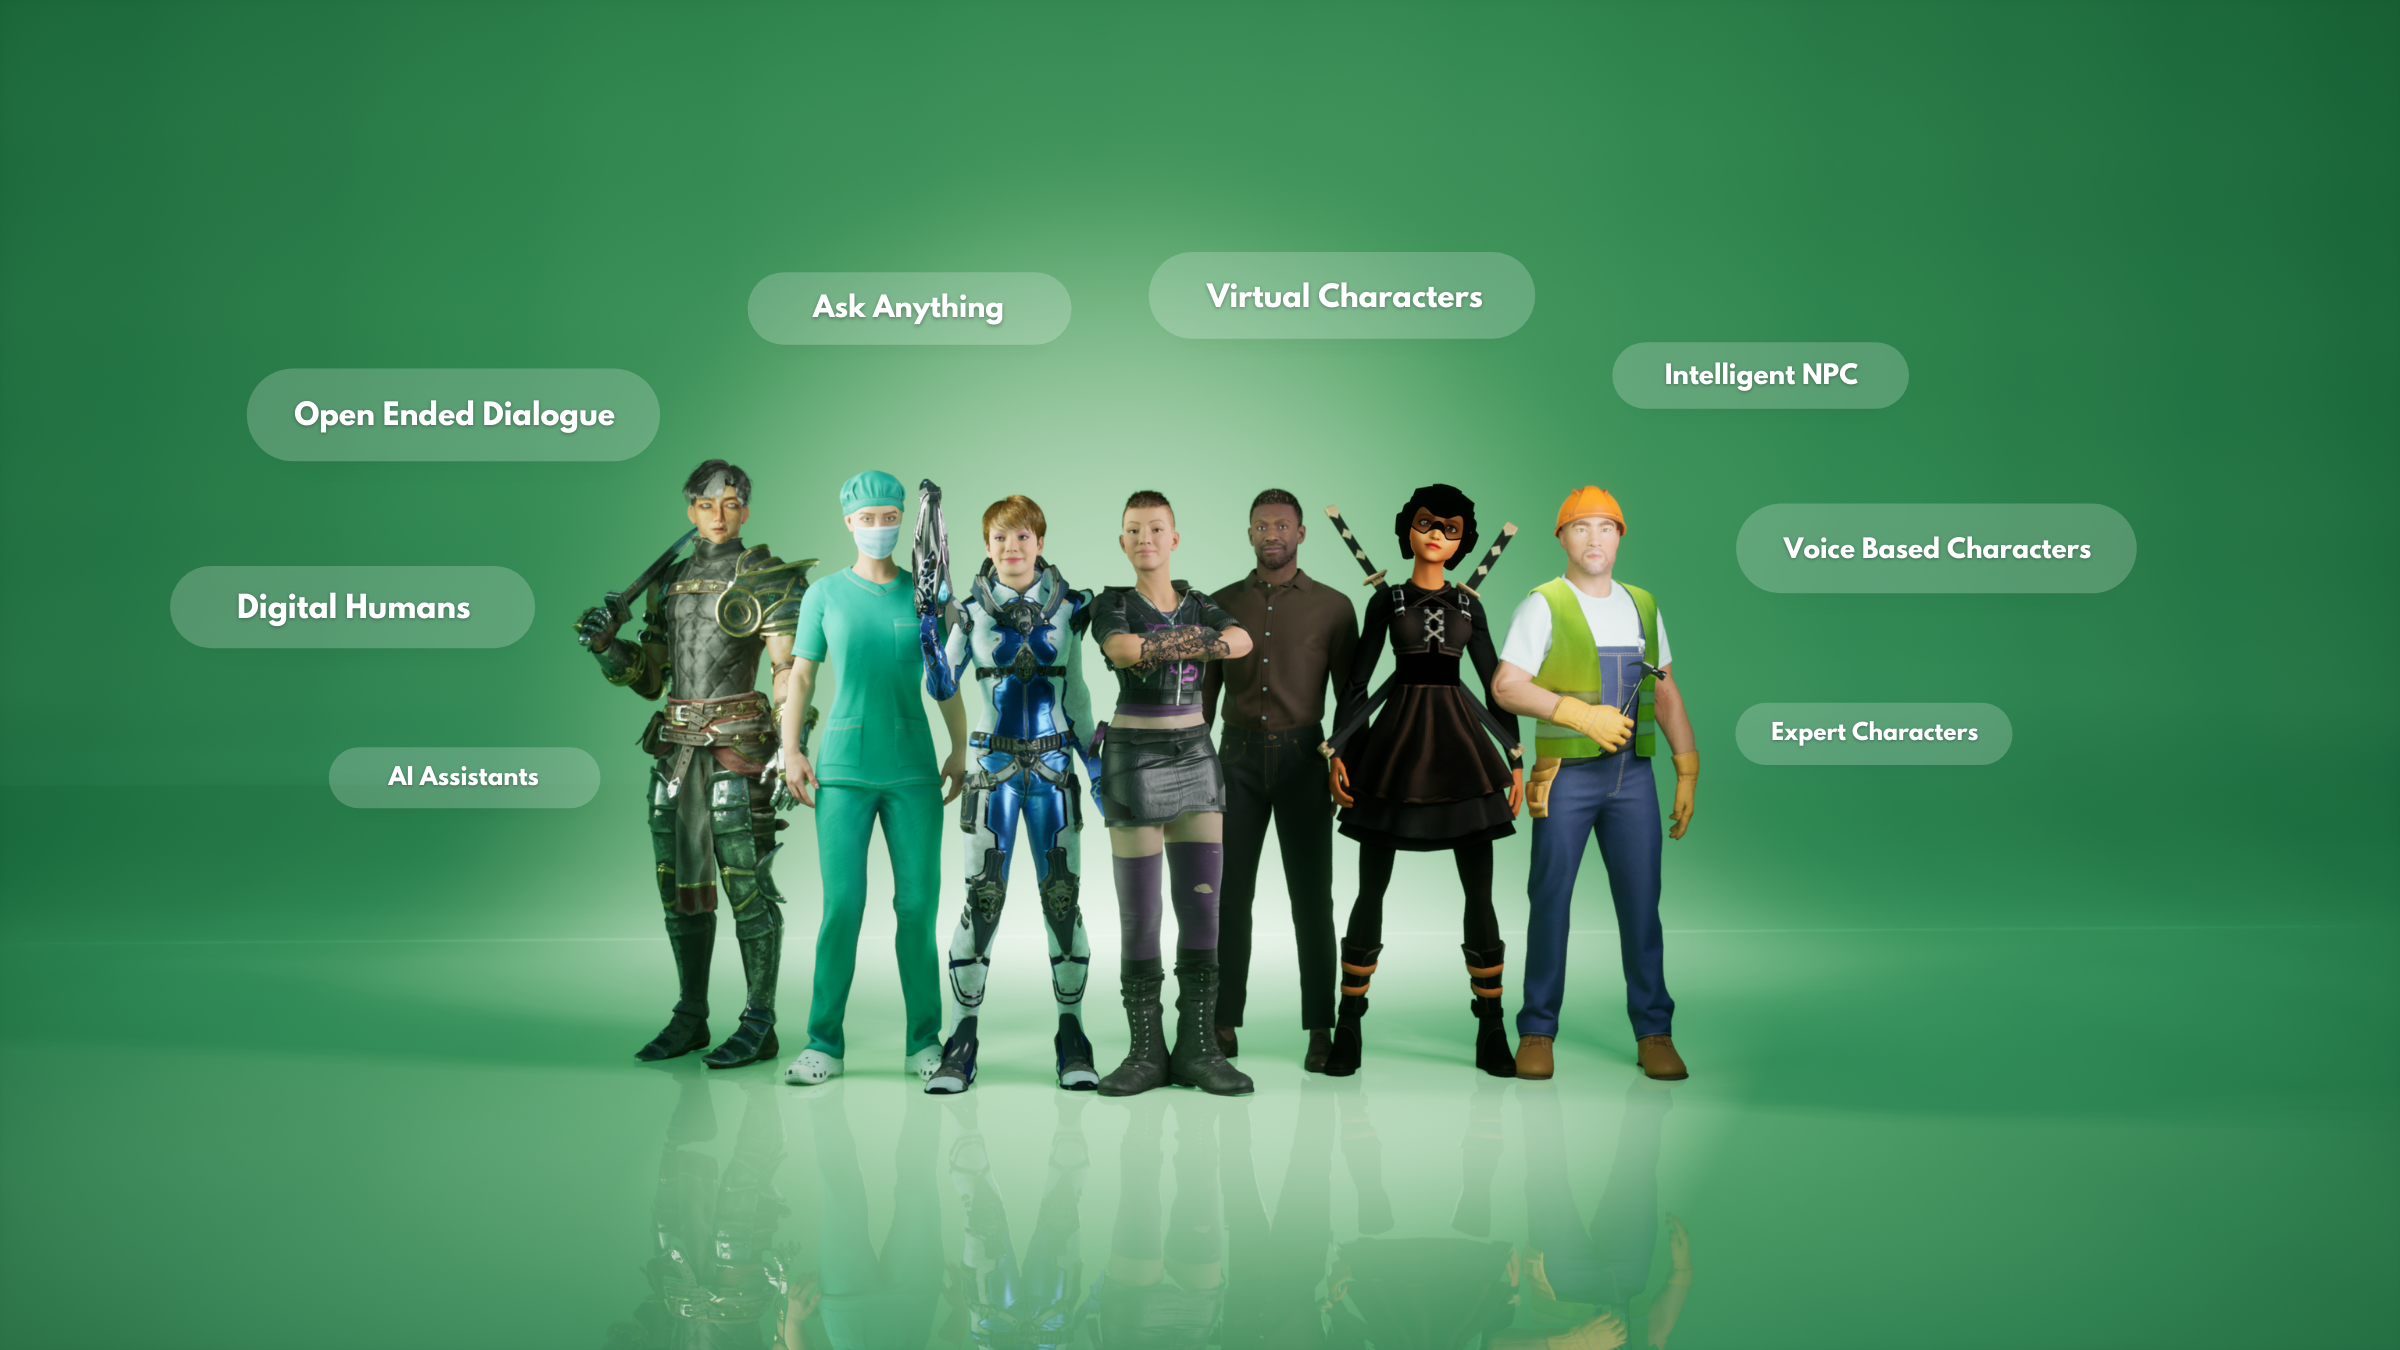 Ask Anything
Virtual Characters
Open Ended Dialogue
Intelligent NPC
Digital Humans
Voice Based Characters
AI Assistants
Expert Characters